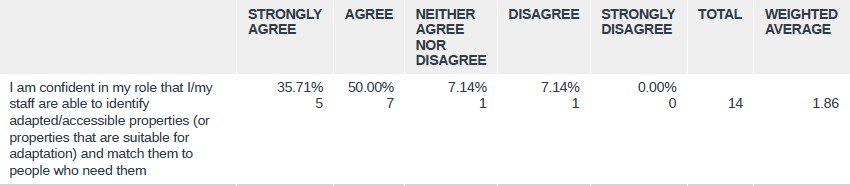 STRONGLY AGREE NEITHER DISAGREE STRONGLY TOTAL WEIGHTED
AGREE AGREE DISAGREE AVERAGE
NOR
DISAGREE
I am confident in my role that I/my 35.71% 50.00% 7.14% 7.14% 0.00%
staff are able to identify 5 7 1 1 0 14 1.86
adapted/accessible properties (or
properties that are suitable for
adaptation) and match them to
people who need them